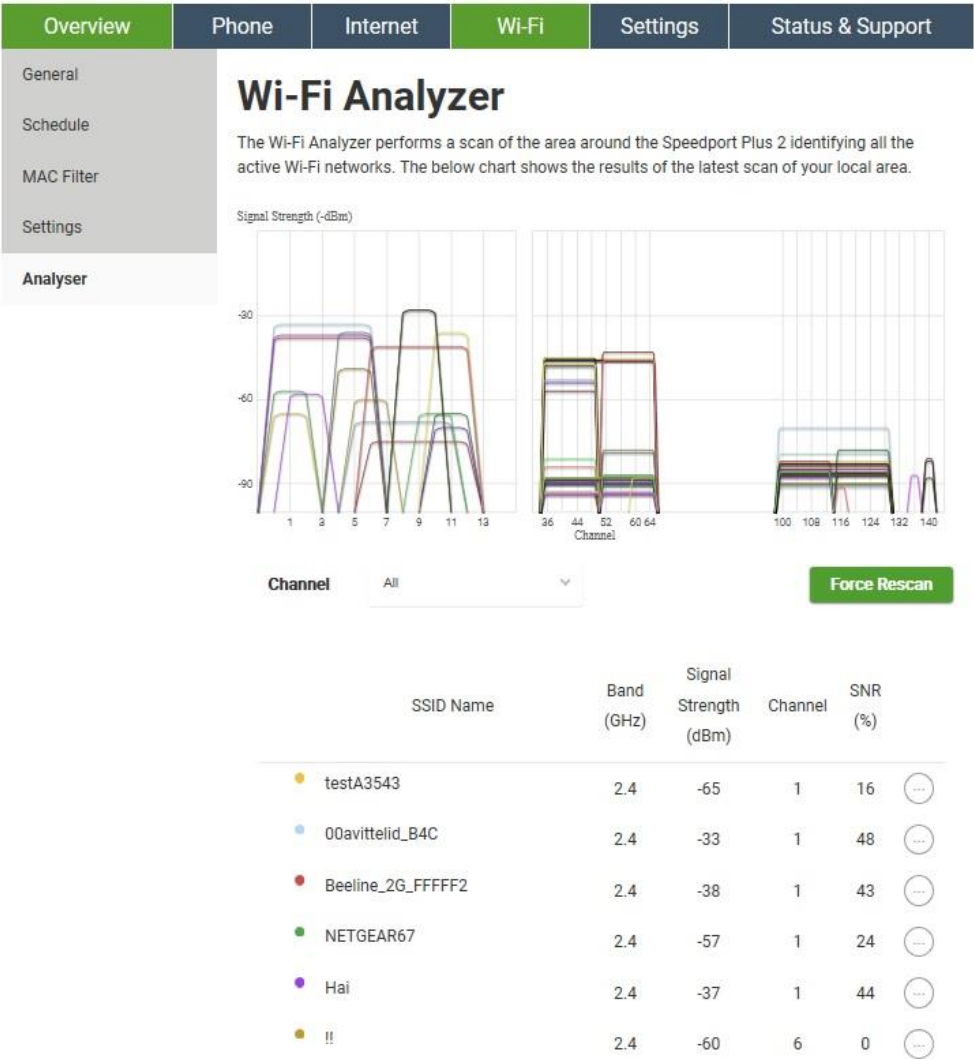 Overview Phone Internet Wi-Fi Settings Status & Support
General
Schedule
MAC Filter
Settings
Analyser
Wi-Fi Analyzer
The Wi-Fi Analyzer performs a scan of the area around the Speedport Plus 2 identifying all the
active Wi-Fi networks. The below chart shows the results of the latest scan of your local area.
Signal Strength (-dBm)
-30
-60
-90
1 3 5 7 9 11 13 36 44 52 60 64 100 108 116 124 132 140
Channel
Channel All Force Rescan
SSID Name Band (GHz) Signal Strength (dBm) Channel SNR (%)
testA3543 2.4 -65 1 16
00avittelid_B4C 2.4 -33 1 48
Beeline_2G_FFFFF2 2.4 -38 1 43
NETGEAR67 2.4 -57 1 24
Hai 2.4 -37 1 44
!! 2.4 -60 6 0